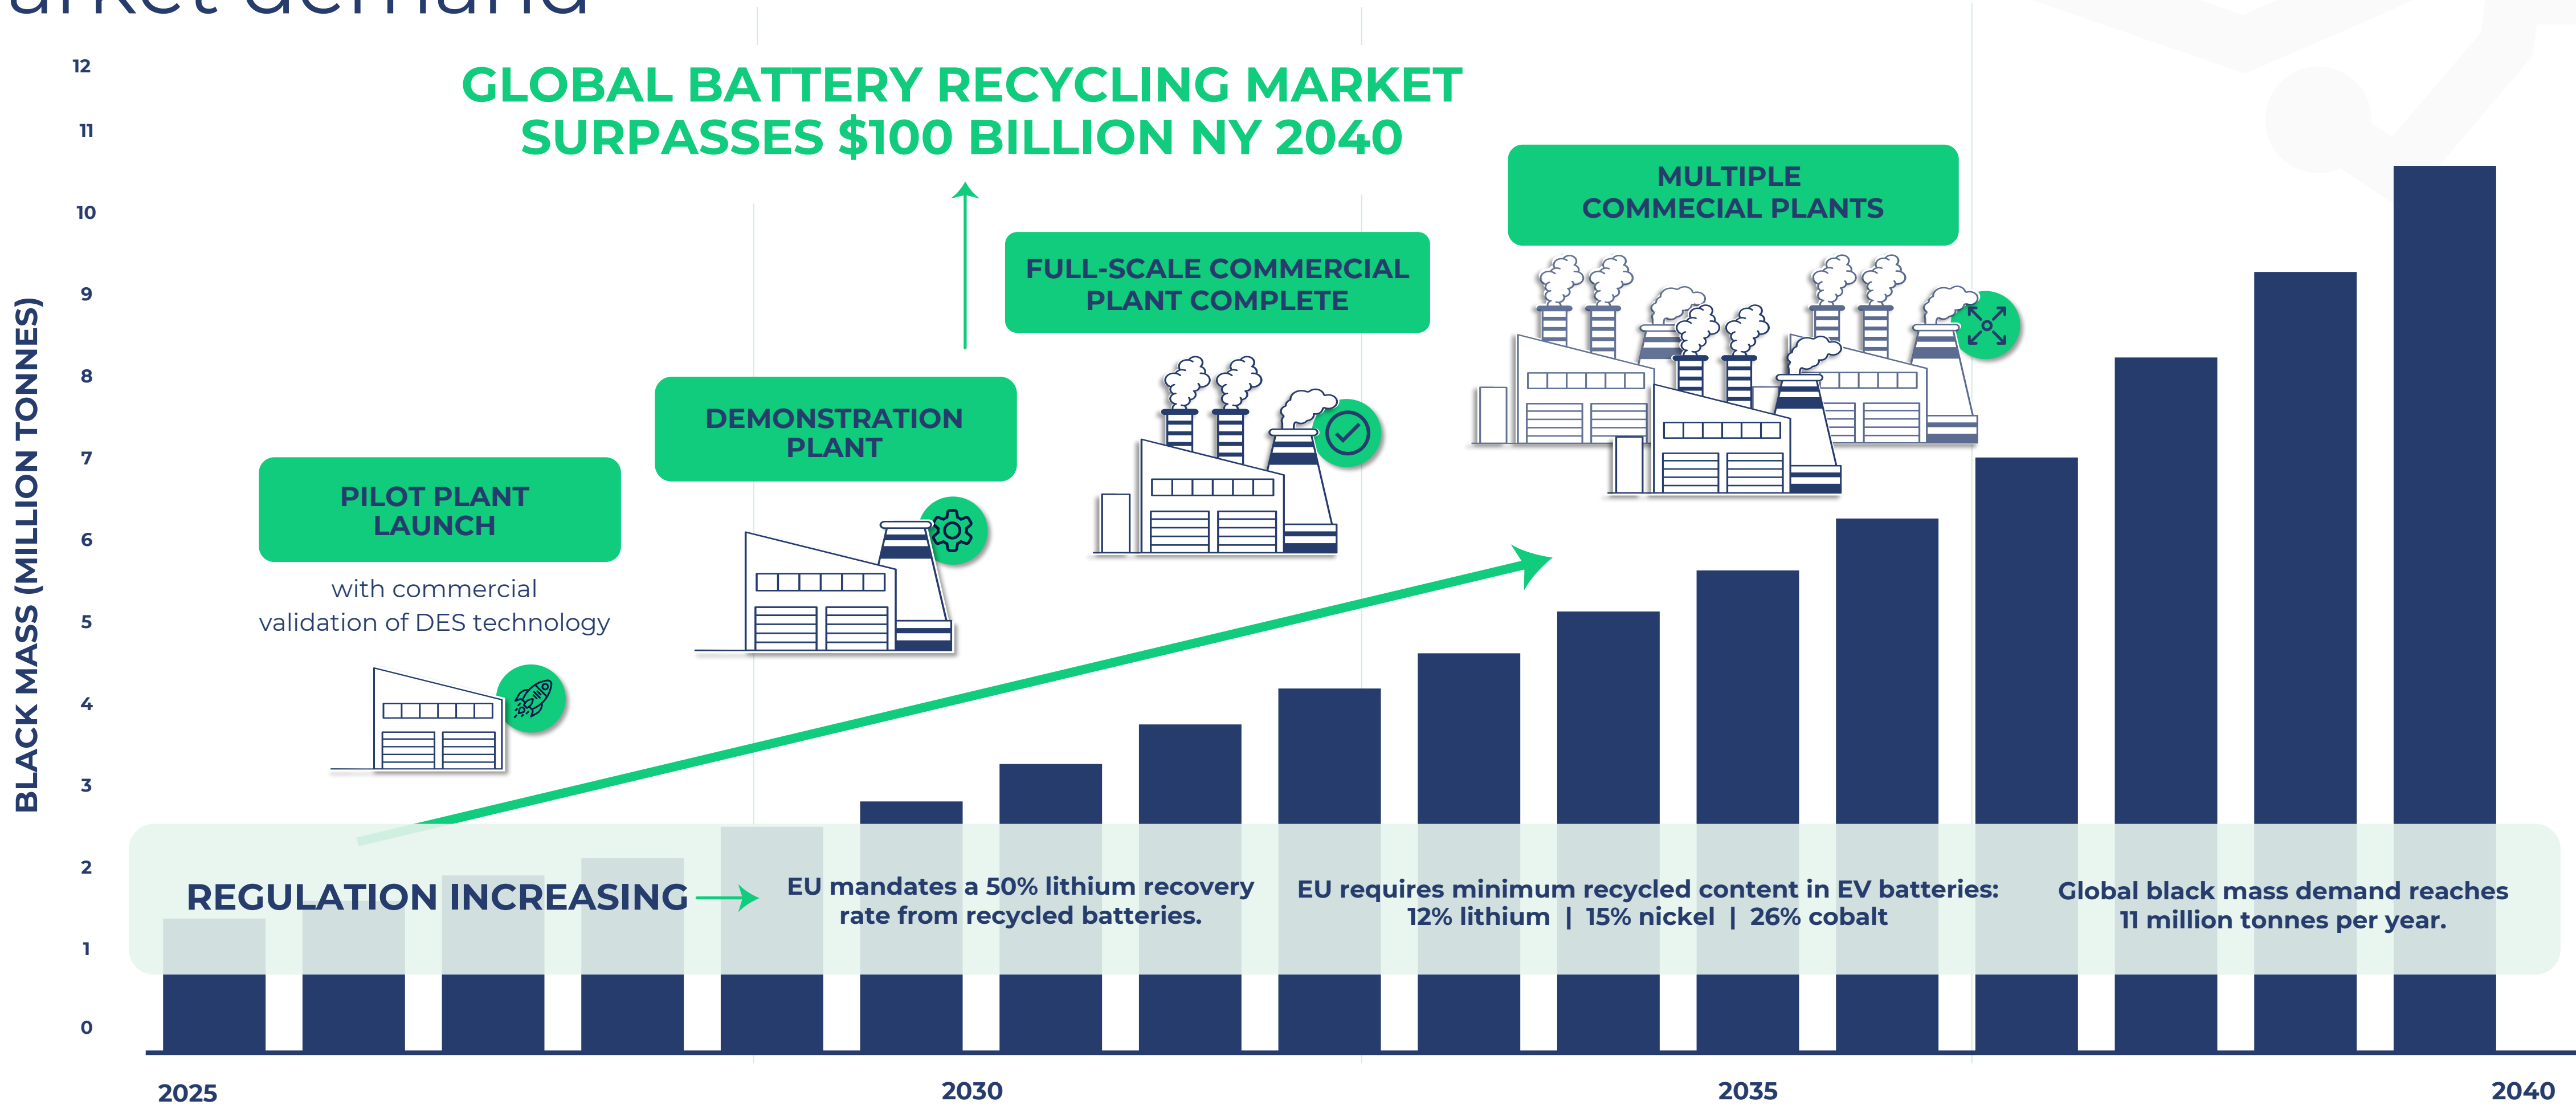 arket demand
12
11
10
9
8
7
6
5
4
3
2
1
0
BLACK MASS (MILLION TONNES)
GLOBAL BATTERY RECYCLING MARKET
SURPASSES $100 BILLION NY 2040
PILOT PLANT
LAUNCH
with commercial
validation of DES technology
DEMONSTRATION
PLANT
FULL-SCALE COMMERCIAL
PLANT COMPLETE
MULTIPLE
COMMECIAL PLANTS
REGULATION INCREASING
EU mandates a 50% lithium recovery
rate from recycled batteries.
EU requires minimum recycled content in EV batteries:
12% lithium | 15% nickel | 26% cobalt
Global black mass demand reaches
11 million tonnes per year.
2025
2030
2035
2040